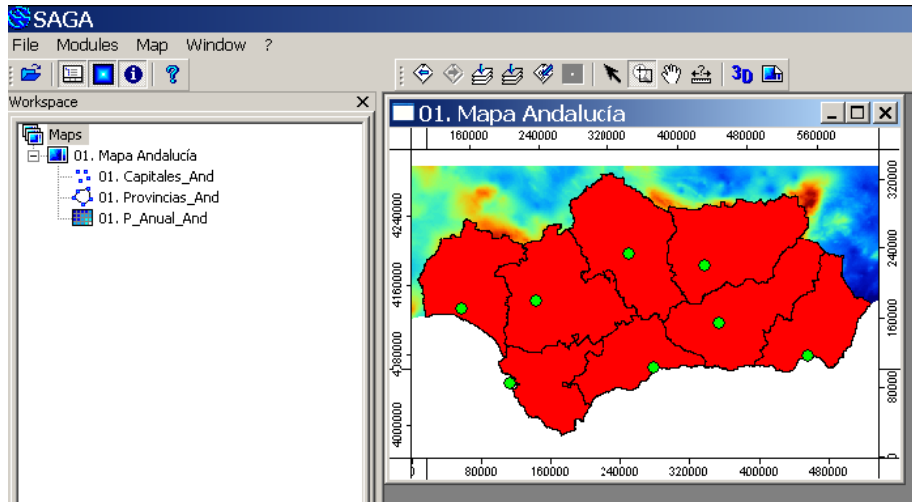 SAGA
File Modules Map Window ?
3D
Workspace
Maps
01. Mapa Andalucía
01. Capitales_And
01. Provincias_And
01. P_Anual_And
01. Mapa Andalucía
160000 240000 320000 400000 480000 560000
4240000
4160000
4080000
4000000
320000
240000
160000
80000
0
0 80000 160000 240000 320000 400000 480000